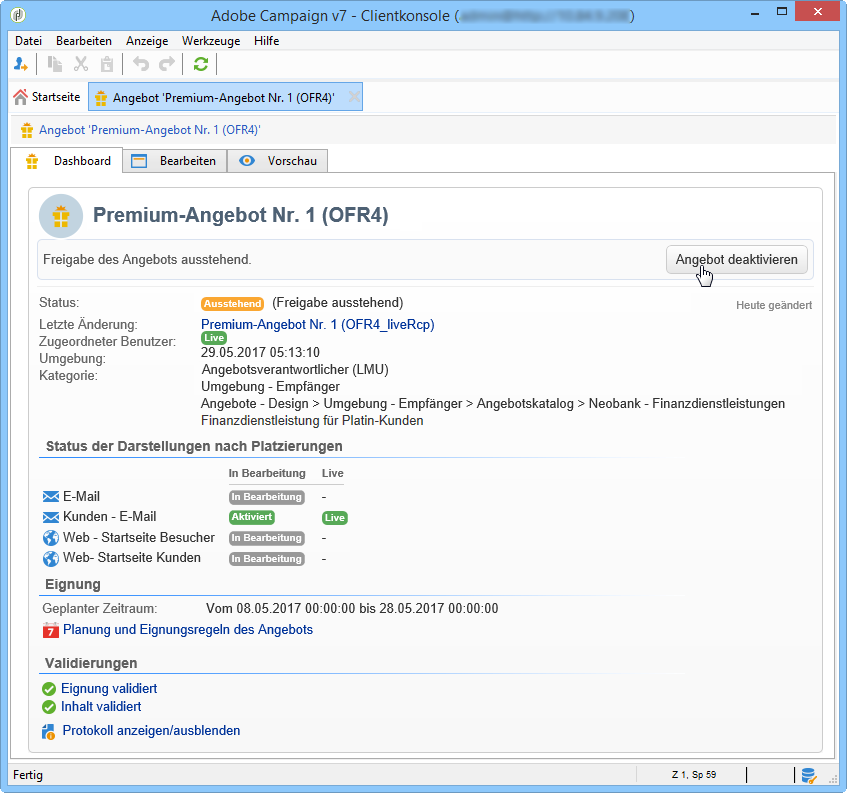 Adobe Campaign v7 - Clientkonsole ( )
Datei Bearbeiten Anzeige Werkzeuge Hilfe
Startseite Angebot 'Premium-Angebot Nr. 1 (OFR4)'
Angebot 'Premium-Angebot Nr. 1 (OFR4)'
Dashboard Bearbeiten Vorschau
Premium-Angebot Nr. 1 (OFR4)
Freigabe des Angebots ausstehend. Angebot deaktivieren
Status: Ausstehend (Freigabe ausstehend) Heute geändert
Letzte Änderung: Premium-Angebot Nr. 1 (OFR4_liveRcp)
Zugeordneter Benutzer: Live
Umgebung: 29.05.2017 05:13:10
Kategorie: Angebotsverantwortlicher (LMU)
Umgebung - Empfänger
Angebote - Design > Umgebung - Empfänger > Angebotskatalog > Neobank - Finanzdienstleistungen
Finanzdienstleistung für Platin-Kunden
Status der Darstellungen nach Platzierungen
In Bearbeitung Live
E-Mail In Bearbeitung -
Kunden - E-Mail Aktiviert Live
Web - Startseite Besucher In Bearbeitung -
Web- Startseite Kunden In Bearbeitung -
Eignung
Geplanter Zeitraum: Vom 08.05.2017 00:00:00 bis 28.05.2017 00:00:00
7 Planung und Eignungsregeln des Angebots
Validierungen
Eignung validiert
Inhalt validiert
Protokoll anzeigen/ausblenden
Fertig Z 1, Sp 59